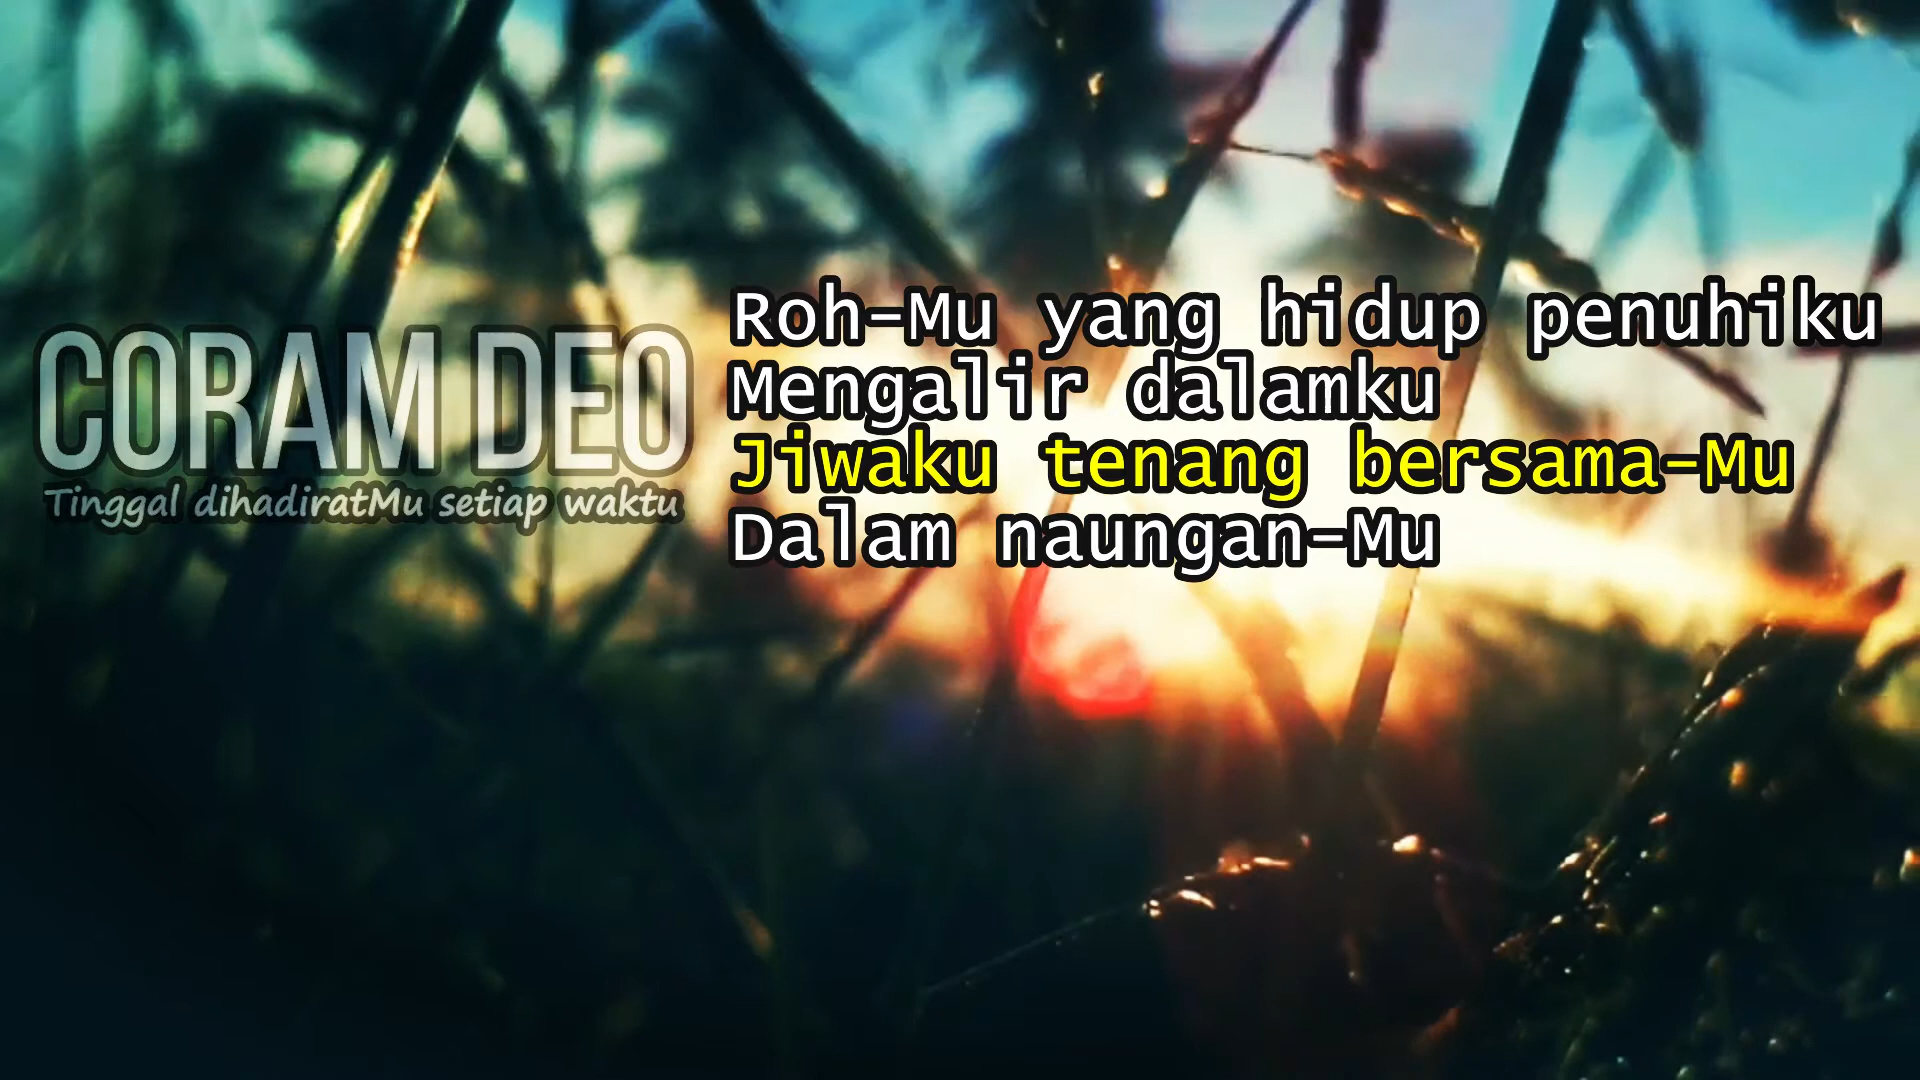 CORAM DEO
Tinggal dihadiratMu setiap waktu
Roh-Mu yang hidup penuhiku
Mengalir dalamku
Jiwaku tenang bersama-Mu
Dalam naungan-Mu